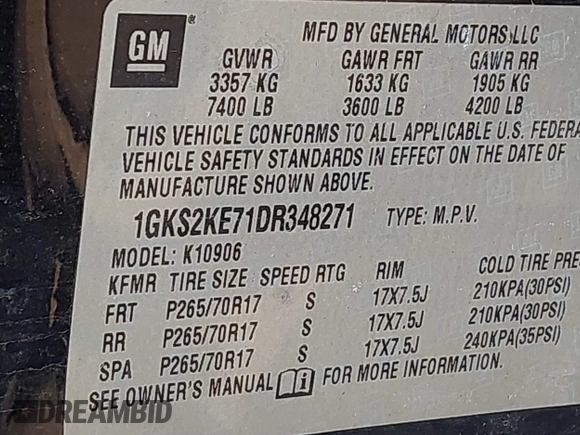 GM
MFD BY GENERAL MOTORS LLC
GVWR GAWR FRT GAWR RR
3357 KG 1633 KG 1905 KG
7400 LB 3600 LB 4200 LB
THIS VEHICLE CONFORMS TO ALL APPLICABLE U.S. FEDERA
VEHICLE SAFETY STANDARDS IN EFFECT ON THE DATE OF
MANUFACTURE SHOWN ABOVE.
1GKS2KE71DR348271 TYPE: M.P.V.
MODEL: K10906
KFMR TIRE SIZE SPEED RTG RIM COLD TIRE PRE
FRT P265/70R17 S 17X7.5J 210KPA(30PSI)
RR P265/70R17 S 17X7.5J 210KPA(30PSI)
SPA P265/70R17 S 17X7.5J 240KPA(35PSI)
SEE OWNER'S MANUAL FOR MORE INFORMATION.
DREAMBID